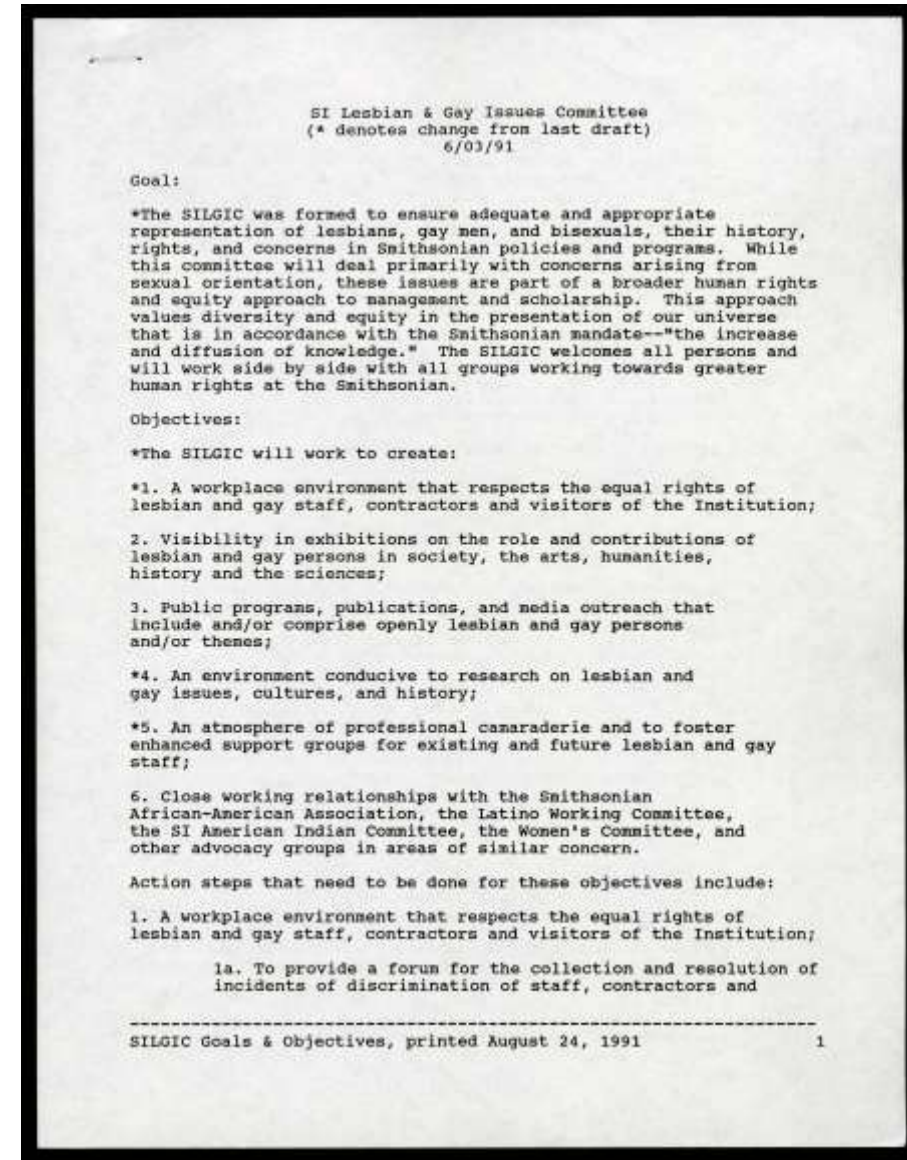 SI Lesbian & Gay Issues Committee
(* denotes change from last draft)
6/03/91
Goal:
*The SILGIC was formed to ensure adequate and appropriate
representation of lesbians, gay men, and bisexuals, their history,
rights, and concerns in Smithsonian policies and programs.  While
this committee will deal primarily with concerns arising from
sexual orientation, these issues are part of a broader human rights
and equity approach to management and scholarship.  This approach
values diversity and equity in the presentation of our universe
that is in accordance with the Smithsonian mandate--"the increase
and diffusion of knowledge."  The SILGIC welcomes all persons and
will work side by side with all groups working towards greater
human rights at the Smithsonian.
Objectives:
*The SILGIC will work to create:
*1. A workplace environment that respects the equal rights of
lesbian and gay staff, contractors and visitors of the Institution;
2. Visibility in exhibitions on the role and contributions of
lesbian and gay persons in society, the arts, humanities,
history and the sciences;
3. Public programs, publications, and media outreach that
include and/or comprise openly lesbian and gay persons
and/or themes;
*4. An environment conducive to research on lesbian and
gay issues, cultures, and history;
*5. An atmosphere of professional camaraderie and to foster
enhanced support groups for existing and future lesbian and gay
staff;
6. Close working relationships with the Smithsonian
African-American Association, the Latino Working Committee,
the SI American Indian Committee, the Women's Committee, and
other advocacy groups in areas of similar concern.
Action steps that need to be done for these objectives include:
1. A workplace environment that respects the equal rights of
lesbian and gay staff, contractors and visitors of the Institution;
1a. To provide a forum for the collection and resolution of
incidents of discrimination of staff, contractors and
SILGIC Goals & Objectives, printed August 24, 1991 1